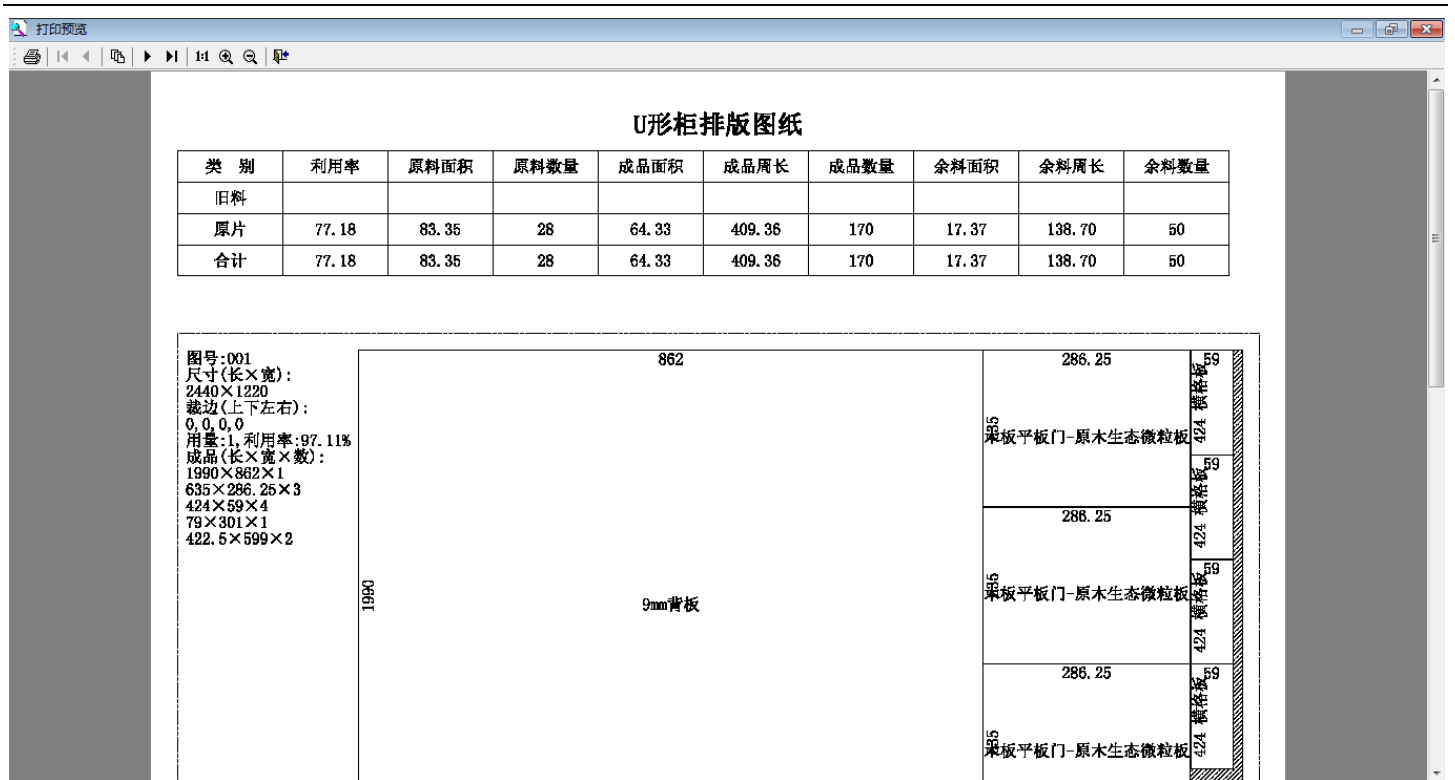 打印预览
1:1
U形柜排版图纸
类 别 利用率 原料面积 原料数量 成品面积 成品周长 成品数量 余料面积 余料周长 余料数量
旧料
原片 77.18 83.35 28 64.33 409.36 170 17.37 138.70 50
合计 77.18 83.35 28 64.33 409.36 170 17.37 138.70 50
图号:001
尺寸(长×宽):
2440×1220
裁边(上下左右):
0,0,0,0
用量:1,利用率:97.11%
成品(长×宽×数):
1990×862×1
635×286.25×3
424×59×4
79×301×1
422.5×599×2
862
1990
9mm背板
286.25
635
木板平板门-原木生态微粒板
286.25
635
木板平板门-原木生态微粒板
286.25
635
木板平板门-原木生态微粒板
59
424 横格板
59
424 横格板
59
424 横格板
59
424 横格板